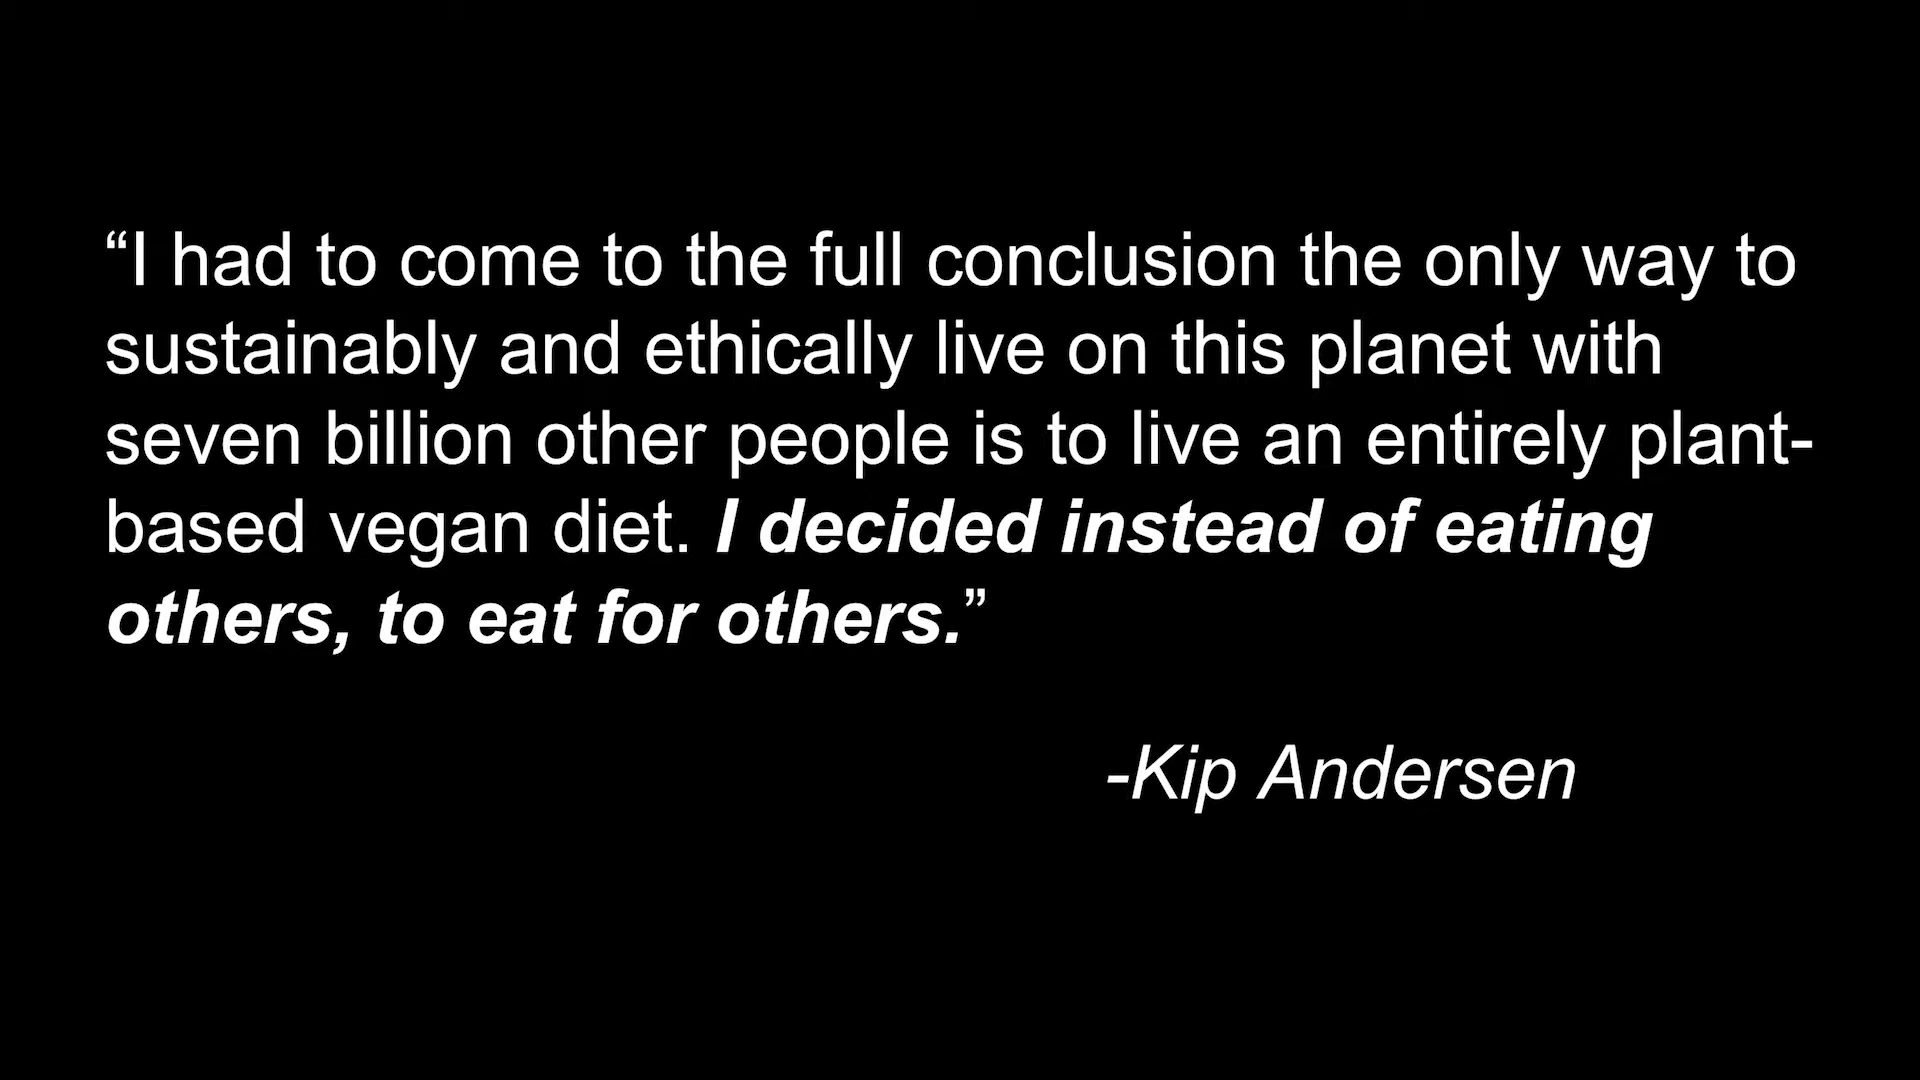 “I had to come to the full conclusion the only way to
sustainably and ethically live on this planet with
seven billion other people is to live an entirely plant-
based vegan diet. I decided instead of eating
others, to eat for others.”
-Kip Andersen